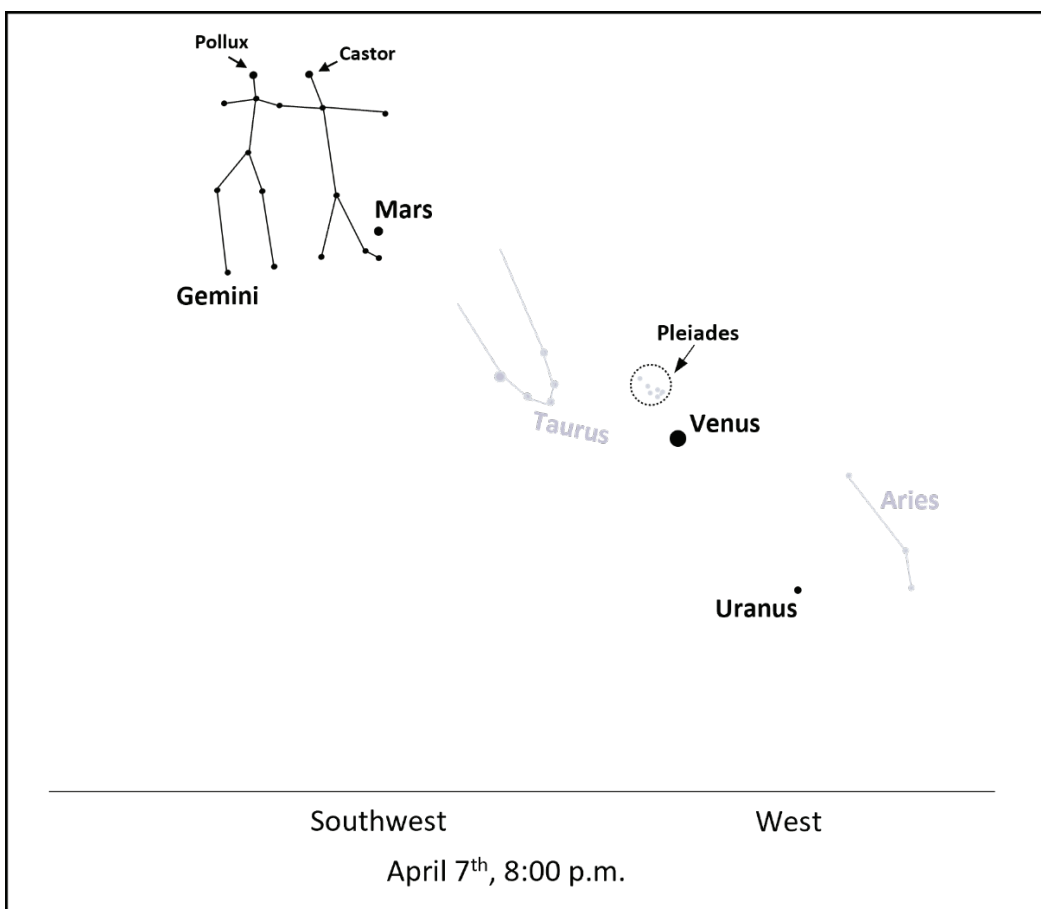 Pollux
Castor
Mars
Gemini
Pleiades
Taurus
Venus
Aries
Uranus
Southwest
West
April 7th, 8:00 p.m.